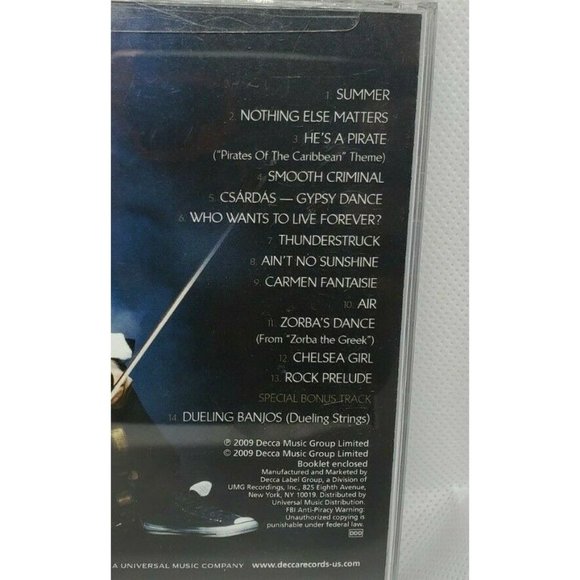 1. SUMMER
2. NOTHING ELSE MATTERS
3. HE'S A PIRATE
("Pirates Of The Caribbean" Theme)
4. SMOOTH CRIMINAL
5. CSÁRDÁS — GYPSY DANCE
6. WHO WANTS TO LIVE FOREVER?
7. THUNDERSTRUCK
8. AIN'T NO SUNSHINE
9. CARMEN FANTAISIE
10. AIR
11. ZORBA'S DANCE
(From "Zorba the Greek")
12. CHELSEA GIRL
13. ROCK PRELUDE
SPECIAL BONUS TRACK
14. DUELING BANJOS (Dueling Strings)
℗ 2009 Decca Music Group Limited
© 2009 Decca Music Group Limited
Booklet enclosed
Manufactured and Marketed by
Decca Label Group, a Division of
UMG Recordings, Inc., 825 Eighth Avenue,
New York, NY 10019. Distributed by
Universal Music Distribution.
FBI Anti-Piracy Warning:
Unauthorized copying is
punishable under federal law.
DDD
A UNIVERSAL MUSIC COMPANY
www.deccarecords-us.com